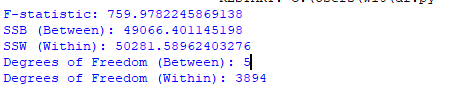 F-statistic: 759.9782245869138
SSB (Between): 49066.401145198
SSW (Within): 50281.58962403276
Degrees of Freedom (Between): 5
Degrees of Freedom (Within): 3894